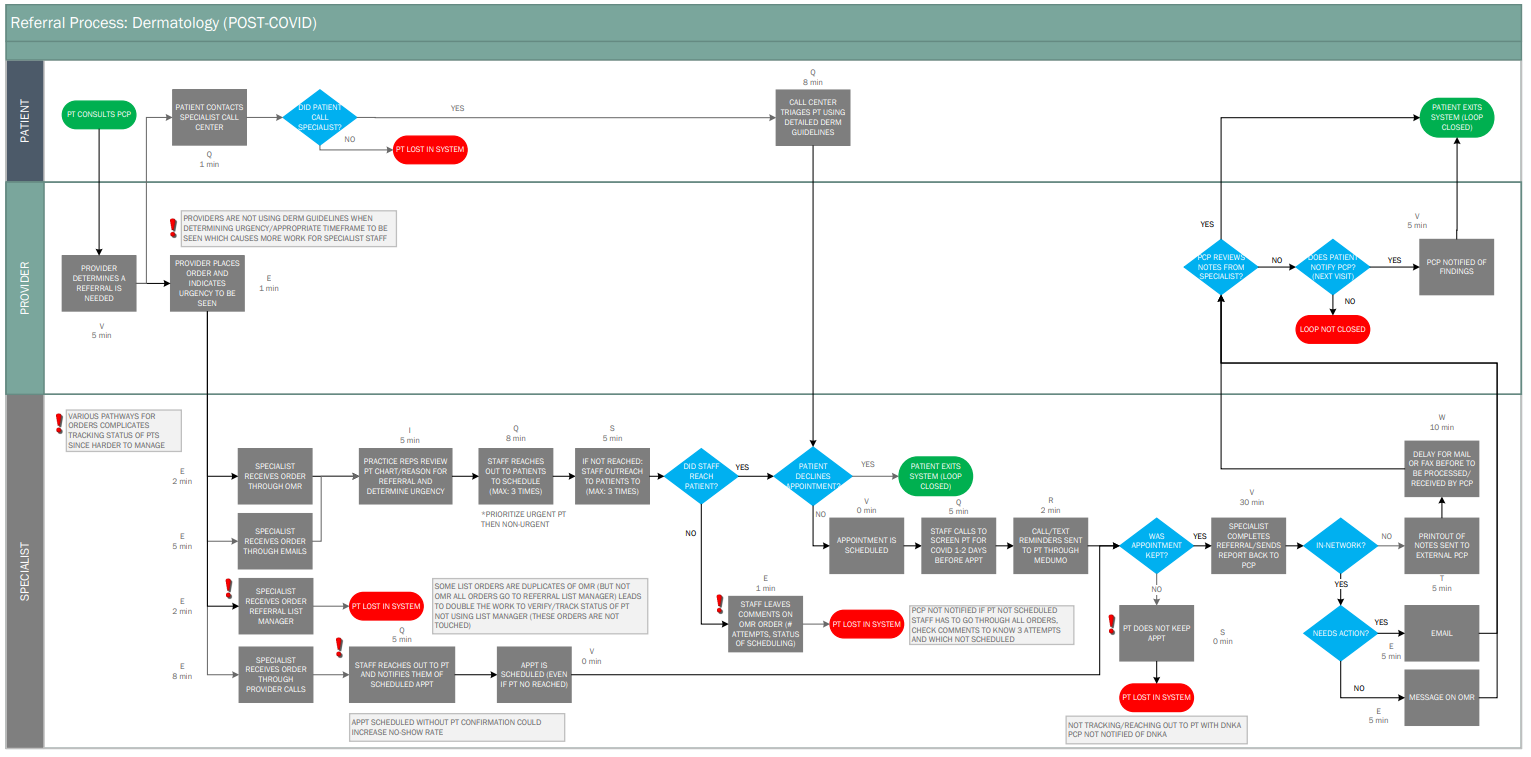 Referral Process: Dermatology (POST-COVID)
PATIENT
PT CONSULTS PCP
PATIENT CONTACTS
SPECIALIST CALL
CENTER
Q
1 min
DID PATIENT
CALL
SPECIALIST?
YES
NO
PT LOST IN SYSTEM
Q
8 min
CALL CENTER
TRIAGES PT USING
DETAILED DERM
GUIDELINES
PATIENT EXITS
SYSTEM (LOOP
CLOSED)
PROVIDER
PROVIDERS ARE NOT USING DERM GUIDELINES WHEN
DETERMINING URGENCY/APPROPRIATE TIMEFRAME TO BE
SEEN WHICH CAUSES MORE WORK FOR SPECIALIST STAFF
PROVIDER
DETERMINES A
REFERRAL IS
NEEDED
V
5 min
PROVIDER PLACES
ORDER AND
INDICATES
URGENCY TO BE
SEEN
E
1 min
YES
PCP REVIEWS
NOTES FROM
SPECIALIST?
NO
DOES PATIENT
NOTIFY PCP?
(NEXT VISIT)
YES
NO
LOOP NOT CLOSED
V
5 min
PCP NOTIFIED OF
FINDINGS
SPECIALIST
VARIOUS PATHWAYS FOR
ORDERS COMPLICATES
TRACKING STATUS OF PTS
SINCE HARDER TO MANAGE
E
2 min
SPECIALIST
RECEIVES ORDER
THROUGH OMR
I
5 min
PRACTICE REPS REVIEW
PT CHART/REASON FOR
REFERRAL AND
DETERMINE URGENCY
Q
8 min
STAFF REACHES
OUT TO PATIENTS
TO SCHEDULE
(MAX: 3 TIMES)
*PRIORITIZE URGENT PT
THEN NON-URGENT
S
5 min
IF NOT REACHED:
STAFF OUTREACH
TO PATIENTS TO
(MAX: 3 TIMES)
DID STAFF
REACH
PATIENT?
YES
NO
PATIENT
DECLINES
APPOINTMENT?
YES
NO
PATIENT EXITS
SYSTEM (LOOP
CLOSED)
E
5 min
SPECIALIST
RECEIVES ORDER
THROUGH EMAILS
V
0 min
APPOINTMENT IS
SCHEDULED
Q
5 min
STAFF CALLS TO
SCREEN PT FOR
COVID 1-2 DAYS
BEFORE APPT
R
2 min
CALL/TEXT
REMINDERS SENT
TO PT THROUGH
MEDUMO
WAS
APPOINTMENT
KEPT?
YES
NO
V
30 min
SPECIALIST
COMPLETES
REFERRAL/SENDS
REPORT BACK TO
PCP
IN-NETWORK?
NO
YES
W
10 min
DELAY FOR MAIL
OR FAX BEFORE TO
BE PROCESSED/
RECEIVED BY PCP
PRINTOUT OF
NOTES SENT TO
EXTERNAL PCP
T
5 min
E
2 min
SPECIALIST
RECEIVES ORDER
REFERRAL LIST
MANAGER
PT LOST IN SYSTEM
SOME LIST ORDERS ARE DUPLICATES OF OMR (BUT NOT
OMR ALL ORDERS GO TO REFERRAL LIST MANAGER) LEADS
TO DOUBLE THE WORK TO VERIFY/TRACK STATUS OF PT
NOT USING LIST MANAGER (THESE ORDERS ARE NOT
TOUCHED)
E
1 min
STAFF LEAVES
COMMENTS ON
OMR ORDER (#
ATTEMPTS, STATUS
OF SCHEDULING)
PT LOST IN SYSTEM
PCP NOT NOTIFIED IF PT NOT SCHEDULED
STAFF HAS TO GO THROUGH ALL ORDERS,
CHECK COMMENTS TO KNOW 3 ATTEMPTS
AND WHICH NOT SCHEDULED
PT DOES NOT KEEP
APPT
S
0 min
NEEDS ACTION?
YES
E
5 min
EMAIL
NO
E
5 min
MESSAGE ON OMR
E
8 min
SPECIALIST
RECEIVES ORDER
THROUGH
PROVIDER CALLS
Q
5 min
STAFF REACHES OUT TO PT
AND NOTIFIES THEM OF
SCHEDULED APPT
APPT IS
SCHEDULED (EVEN
IF PT NO REACHED)
V
0 min
APPT SCHEDULED WITHOUT PT CONFIRMATION COULD
INCREASE NO-SHOW RATE
PT LOST IN SYSTEM
NOT TRACKING/REACHING OUT TO PT WITH DNKA
PCP NOT NOTIFIED OF DNKA